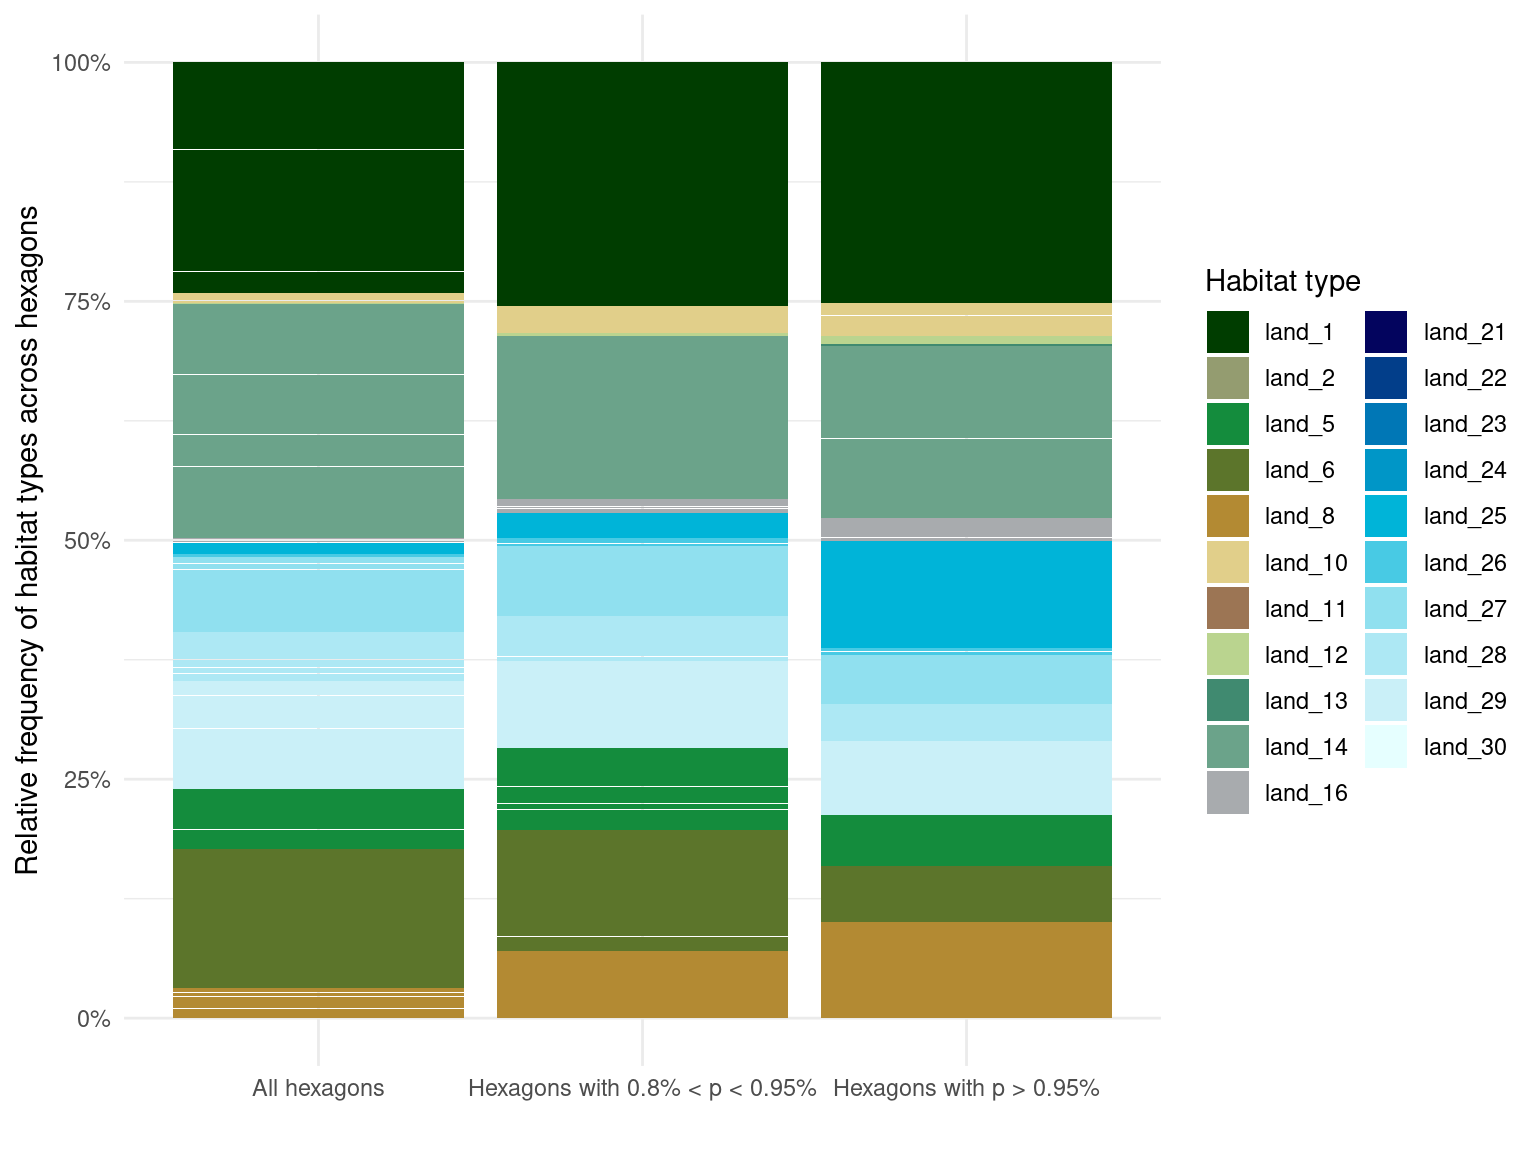 Relative frequency of habitat types across hexagons
100%
75%
50%
25%
0%
All hexagons
Hexagons with 0.8% < p < 0.95%
Hexagons with p > 0.95%
Habitat type
land_1
land_2
land_5
land_6
land_8
land_10
land_11
land_12
land_13
land_14
land_16
land_21
land_22
land_23
land_24
land_25
land_26
land_27
land_28
land_29
land_30